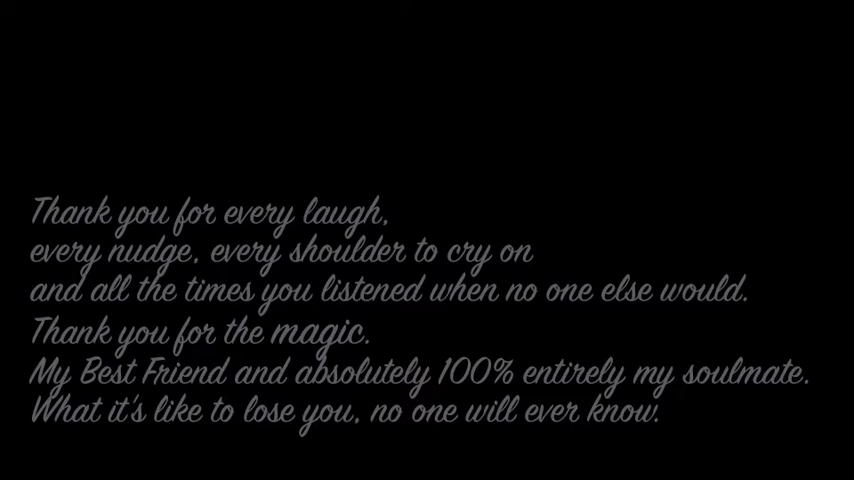 Thank you for every laugh,
every nudge, every shoulder to cry on
and all the times you listened when no one else would.
Thank you for the magic.
My Best Friend and absolutely 100% entirely my soulmate.
What it's like to lose you, no one will ever know.